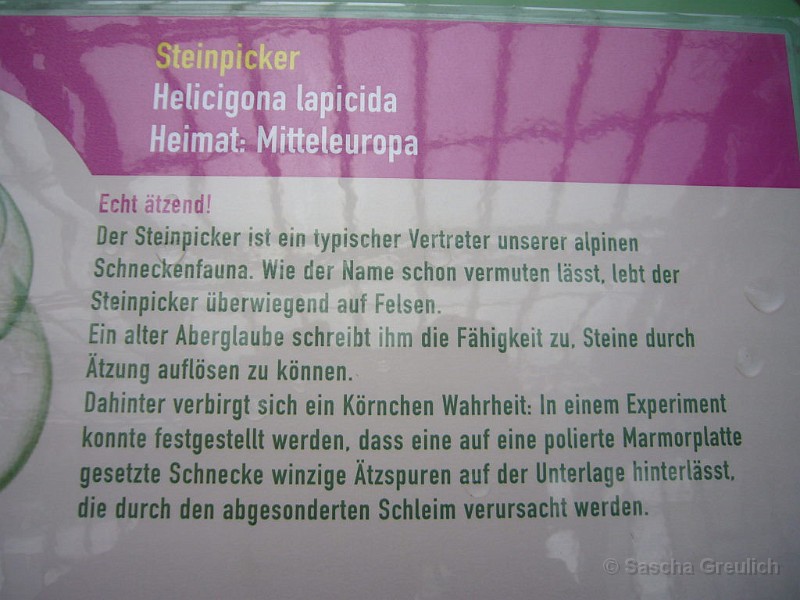 Steinpicker
Helicigona lapicida
Heimat: Mitteleuropa
Echt ätzend!
Der Steinpicker ist ein typischer Vertreter unserer alpinen
Schneckenfauna. Wie der Name schon vermuten lässt, lebt der
Steinpicker überwiegend auf Felsen.
Ein alter Aberglaube schreibt ihm die Fähigkeit zu, Steine durch
Ätzung auflösen zu können.
Dahinter verbirgt sich ein Körnchen Wahrheit: In einem Experiment
konnte festgestellt werden, dass eine auf eine polierte Marmorplatte
gesetzte Schnecke winzige Ätzspuren auf der Unterlage hinterlässt,
die durch den abgesonderten Schleim verursacht werden.
© Sascha Greulich